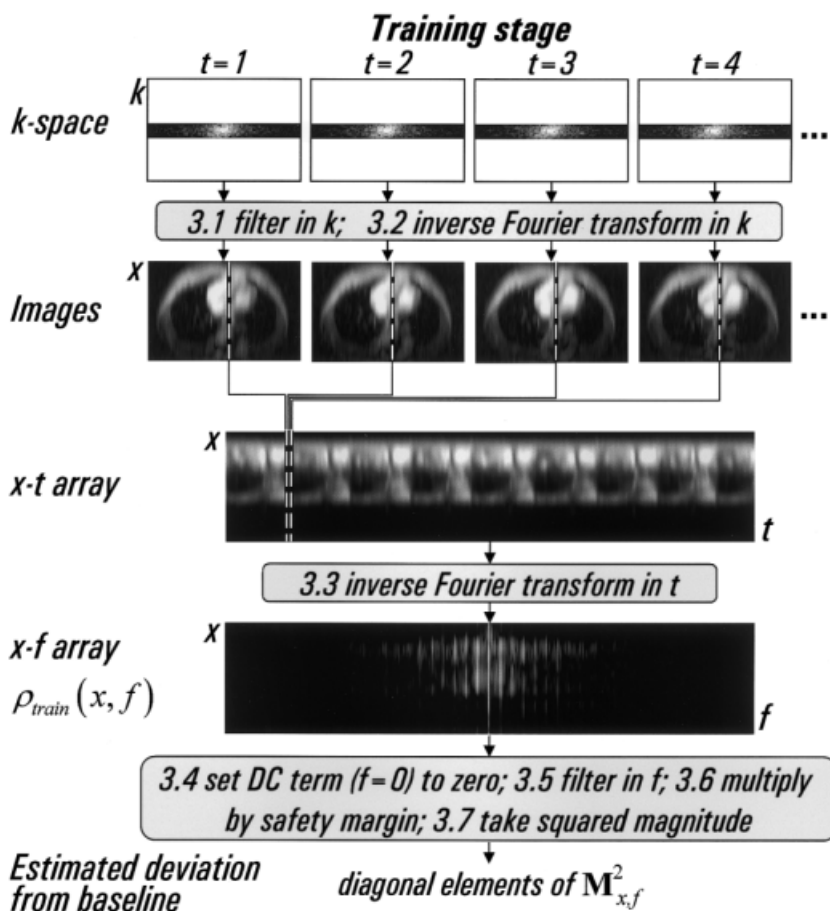 Training stage
t=1 t=2 t=3 t=4
k
k-space
...
3.1 filter in k; 3.2 inverse Fourier transform in k
x
Images
...
x
x-t array
t
3.3 inverse Fourier transform in t
x
x-f array
ρtrain(x, f)
f
3.4 set DC term (f=0) to zero; 3.5 filter in f; 3.6 multiply
by safety margin; 3.7 take squared magnitude
Estimated deviation
from baseline
diagonal elements of M²x,f